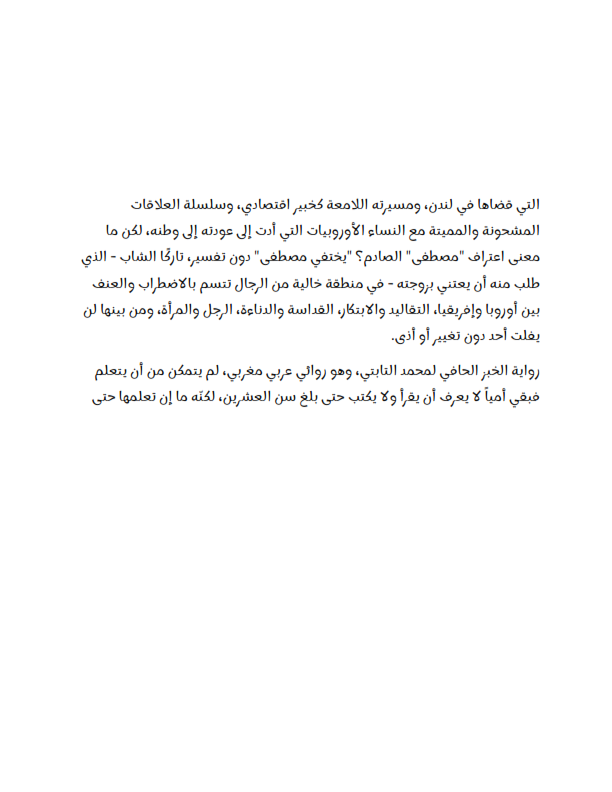 التي قضاها في لندن، ومسيرته اللامعة كخبير اقتصادي، وسلسلة العلاقات
المشحونة والمميتة مع النساء الأوروبيات التي أدت إلى عودته إلى وطنه، لكن ما
معنى اعتراف "مصطفى" الصادم؟ "يختفي مصطفى" دون تفسير، تاركًا الشاب - الذي
طلب منه أن يعتني بزوجته - في منطقة خالية من الرجال تتسم بالاضطراب والعنف
بين أوروبا وإفريقيا، التقاليد والابتكار، القداسة والدناءة، الرجل والمرأة، ومن بينها لن
يفلت أحد دون تغيير أو أذى.
رواية الخبز الحافي لمحمد التابتي، وهو روائي عربي مغربي، لم يتمكن من أن يتعلم
فبقي أمياً لا يعرف أن يقرأ ولا يكتب حتى بلغ سن العشرين، لكنّه ما إن تعلمها حتى